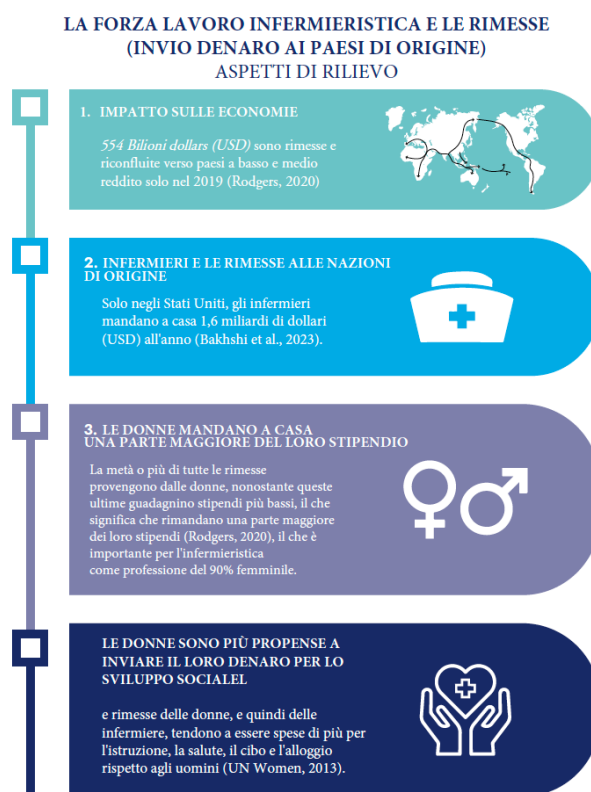 LA FORZA LAVORO INFERMIERISTICA E LE RIMESSE
(INVIO DENARO AI PAESI DI ORIGINE)
ASPETTI DI RILIEVO
1. IMPATTO SULLE ECONOMIE
554 Bilioni dollars (USD) sono rimesse e
riconfluite verso paesi a basso e medio
reddito solo nel 2019 (Rodgers, 2020)
2. INFERMIERI E LE RIMESSE ALLE NAZIONI
DI ORIGINE
Solo negli Stati Uniti, gli infermieri
mandano a casa 1,6 miliardi di dollari
(USD) all'anno (Bakhshi et al., 2023).
3. LE DONNE MANDANO A CASA
UNA PARTE MAGGIORE DEL LORO STIPENDIO
La metà o più di tutte le rimesse
provengono dalle donne, nonostante queste
ultime guadagnino stipendi più bassi, il che
significa che rimandano una parte maggiore
dei loro stipendi (Rodgers, 2020), il che è
importante per l'infermieristica
come professione del 90% femminile.
LE DONNE SONO PIÙ PROPENSE A
INVIARE IL LORO DENARO PER LO
SVILUPPO SOCIALEL
e rimesse delle donne, e quindi delle
infermiere, tendono a essere spese di più per
l'istruzione, la salute, il cibo e l'alloggio
rispetto agli uomini (UN Women, 2013).